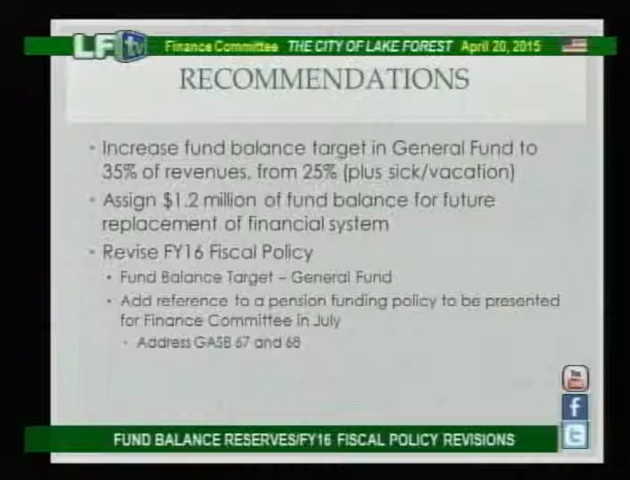 LFtv Finance Committee THE CITY OF LAKE FOREST April 20, 2015
RECOMMENDATIONS
• Increase fund balance target in General Fund to
35% of revenues, from 25% (plus sick/vacation)
• Assign $1.2 million of fund balance for future
replacement of financial system
• Revise FY16 Fiscal Policy
• Fund Balance Target – General Fund
• Add reference to a pension funding policy to be presented
for Finance Committee in July
• Address GASB 67 and 68
You
f
t
FUND BALANCE RESERVES/FY16 FISCAL POLICY REVISIONS